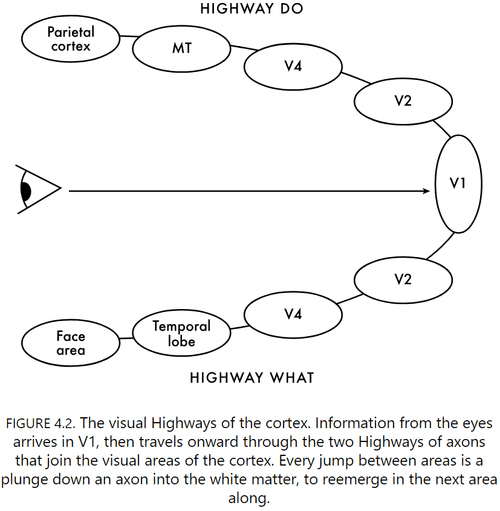 HIGHWAY DO
Parietal
cortex
MT
V4
V2
V1
V2
V4
Temporal
lobe
Face
area
HIGHWAY WHAT
FIGURE 4.2. The visual Highways of the cortex. Information from the eyes
arrives in V1, then travels onward through the two Highways of axons
that join the visual areas of the cortex. Every jump between areas is a
plunge down an axon into the white matter, to reemerge in the next area
along.